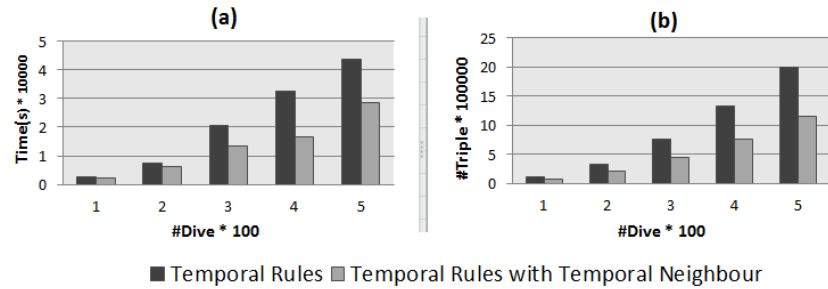 (a)
Time(s) * 10000
5
4
3
2
1
0
1 2 3 4 5
#Dive * 100
(b)
#Triple * 100000
25
20
15
10
5
0
1 2 3 4 5
#Dive * 100
Temporal Rules Temporal Rules with Temporal Neighbour